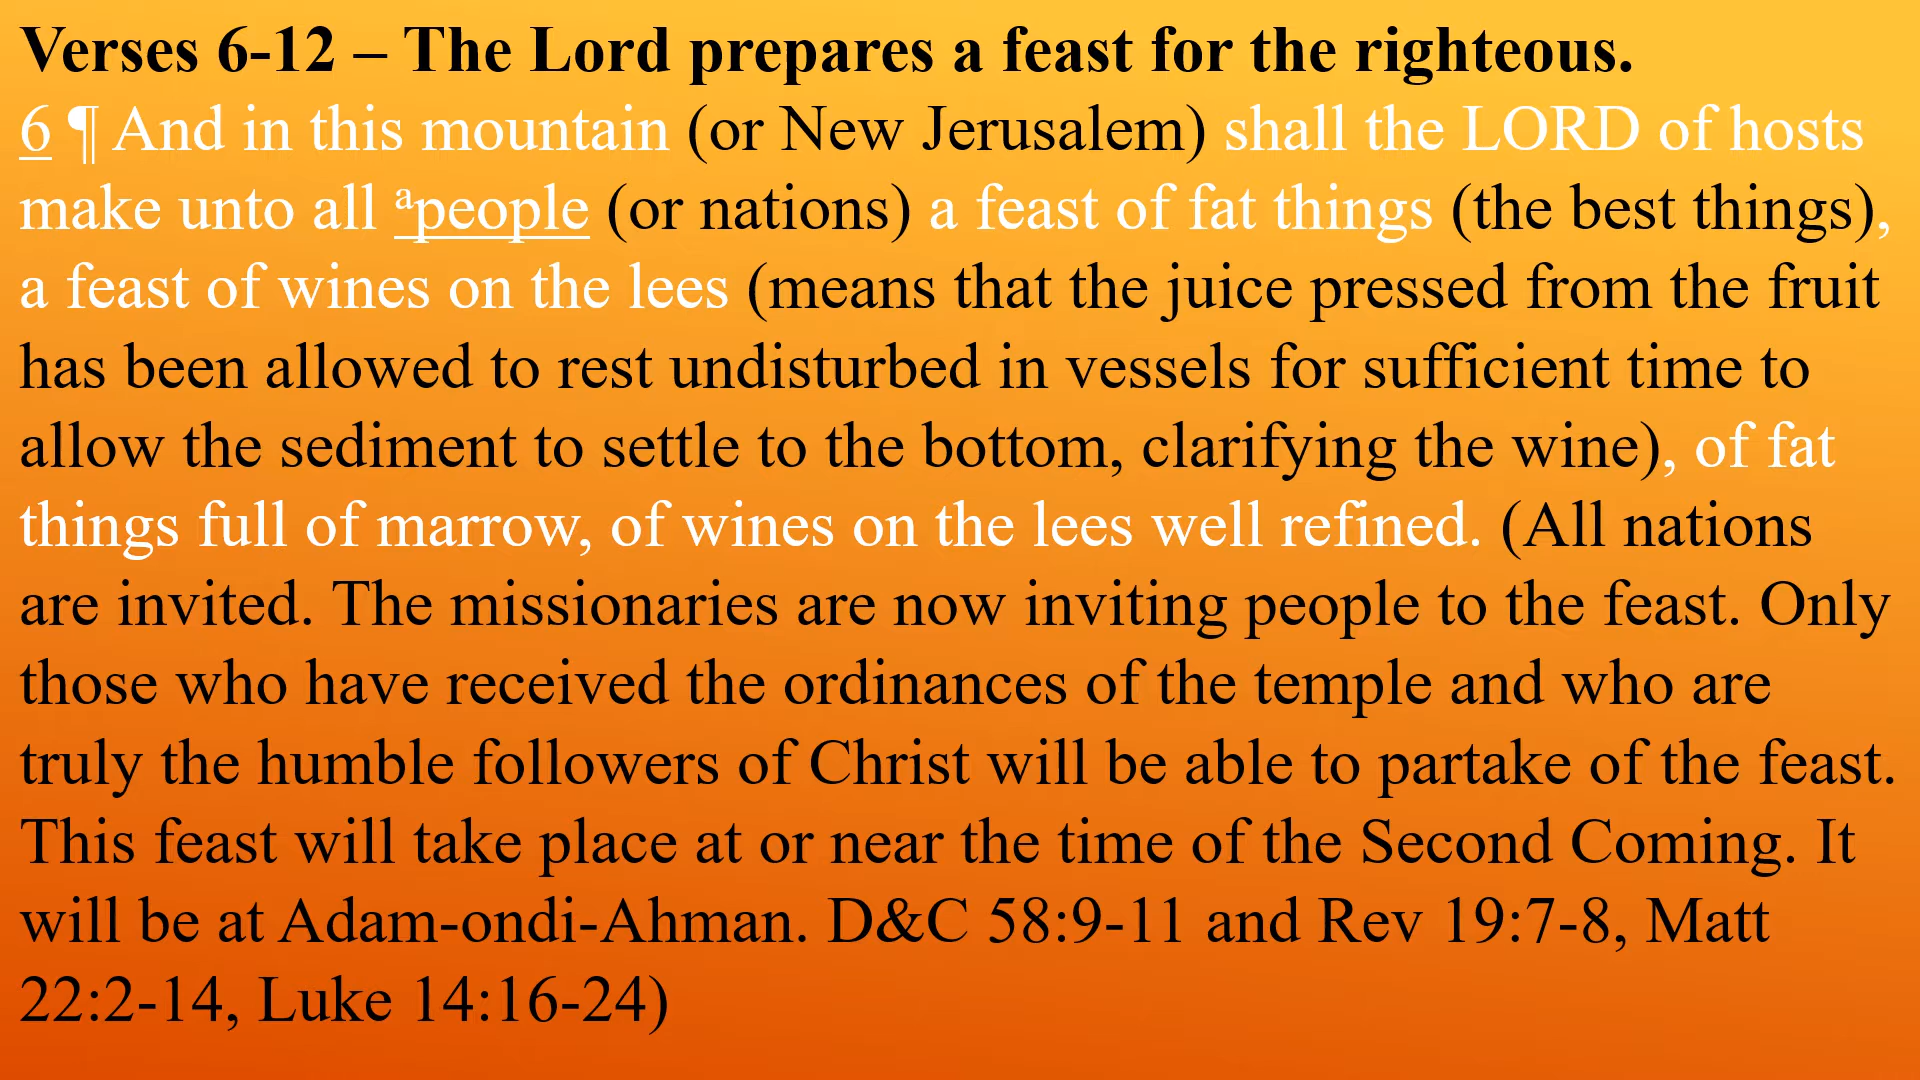 Verses 6-12 – The Lord prepares a feast for the righteous.
6 ¶ And in this mountain (or New Jerusalem) shall the LORD of hosts
make unto all ᵃpeople (or nations) a feast of fat things (the best things),
a feast of wines on the lees (means that the juice pressed from the fruit
has been allowed to rest undisturbed in vessels for sufficient time to
allow the sediment to settle to the bottom, clarifying the wine), of fat
things full of marrow, of wines on the lees well refined. (All nations
are invited. The missionaries are now inviting people to the feast. Only
those who have received the ordinances of the temple and who are
truly the humble followers of Christ will be able to partake of the feast.
This feast will take place at or near the time of the Second Coming. It
will be at Adam-ondi-Ahman. D&C 58:9-11 and Rev 19:7-8, Matt
22:2-14, Luke 14:16-24)